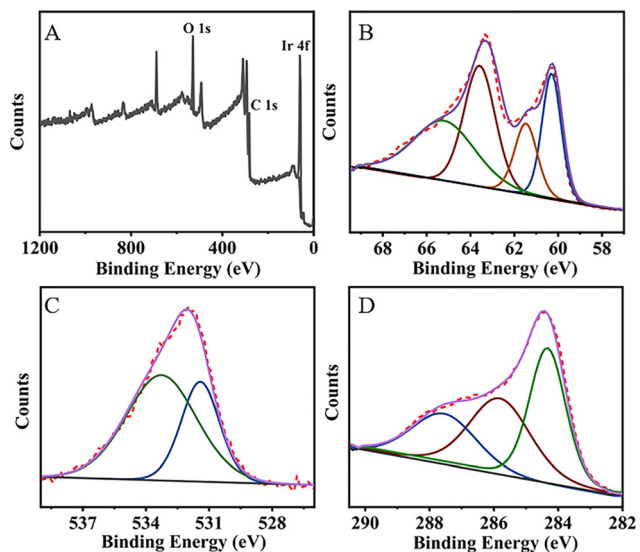 A
O 1s
Ir 4f
C 1s
Counts
1200 800 400 0
Binding Energy (eV)
B
Counts
68 66 64 62 60 58
Binding Energy (eV)
C
Counts
537 534 531 528
Binding Energy (eV)
D
Counts
290 288 286 284 282
Binding Energy (eV)